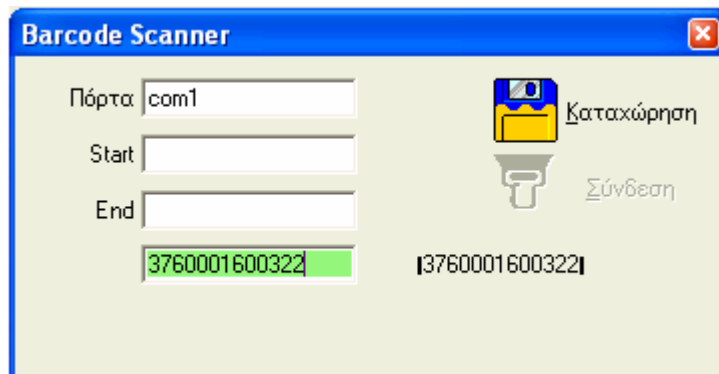 Barcode Scanner
Πόρτα com1
Καταχώρηση
Start
Σύνδεση
End
3760001600322 |3760001600322|